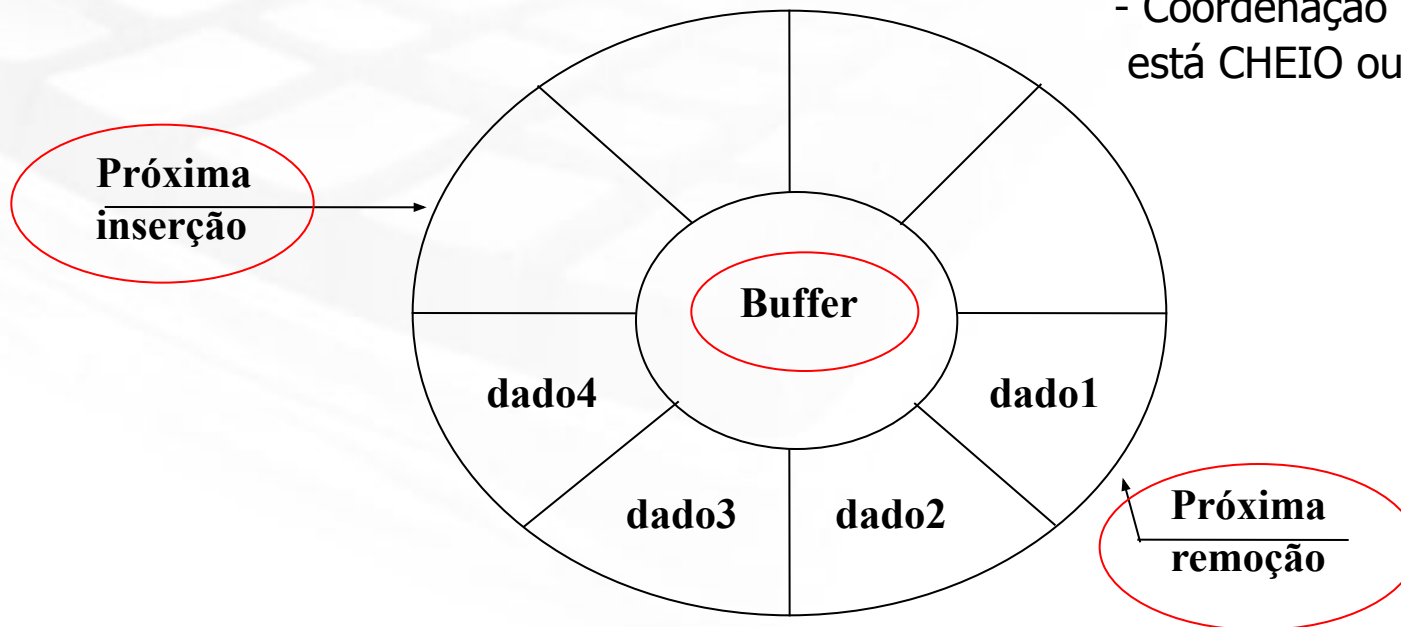 - Coordenação
está CHEIO ou
Próxima
inserção
Buffer
dado4
dado1
dado3
dado2
Próxima
remoção